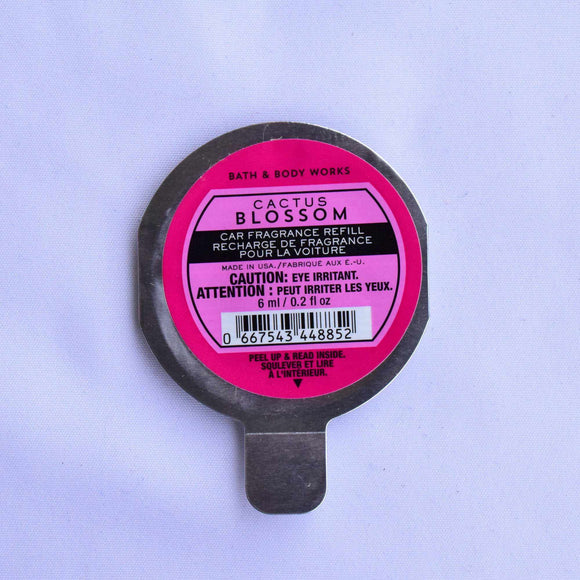 BATH & BODY WORKS
CACTUS
BLOSSOM
CAR FRAGRANCE REFILL
RECHARGE DE FRAGRANCE
POUR LA VOITURE
MADE IN USA./FABRIQUÉ AUX É.-U.
CAUTION: EYE IRRITANT.
ATTENTION : PEUT IRRITER LES YEUX.
6 ml / 0.2 fl oz
0 667543 448852
PEEL UP & READ INSIDE.
SOULEVER ET LIRE
À L'INTÉRIEUR.